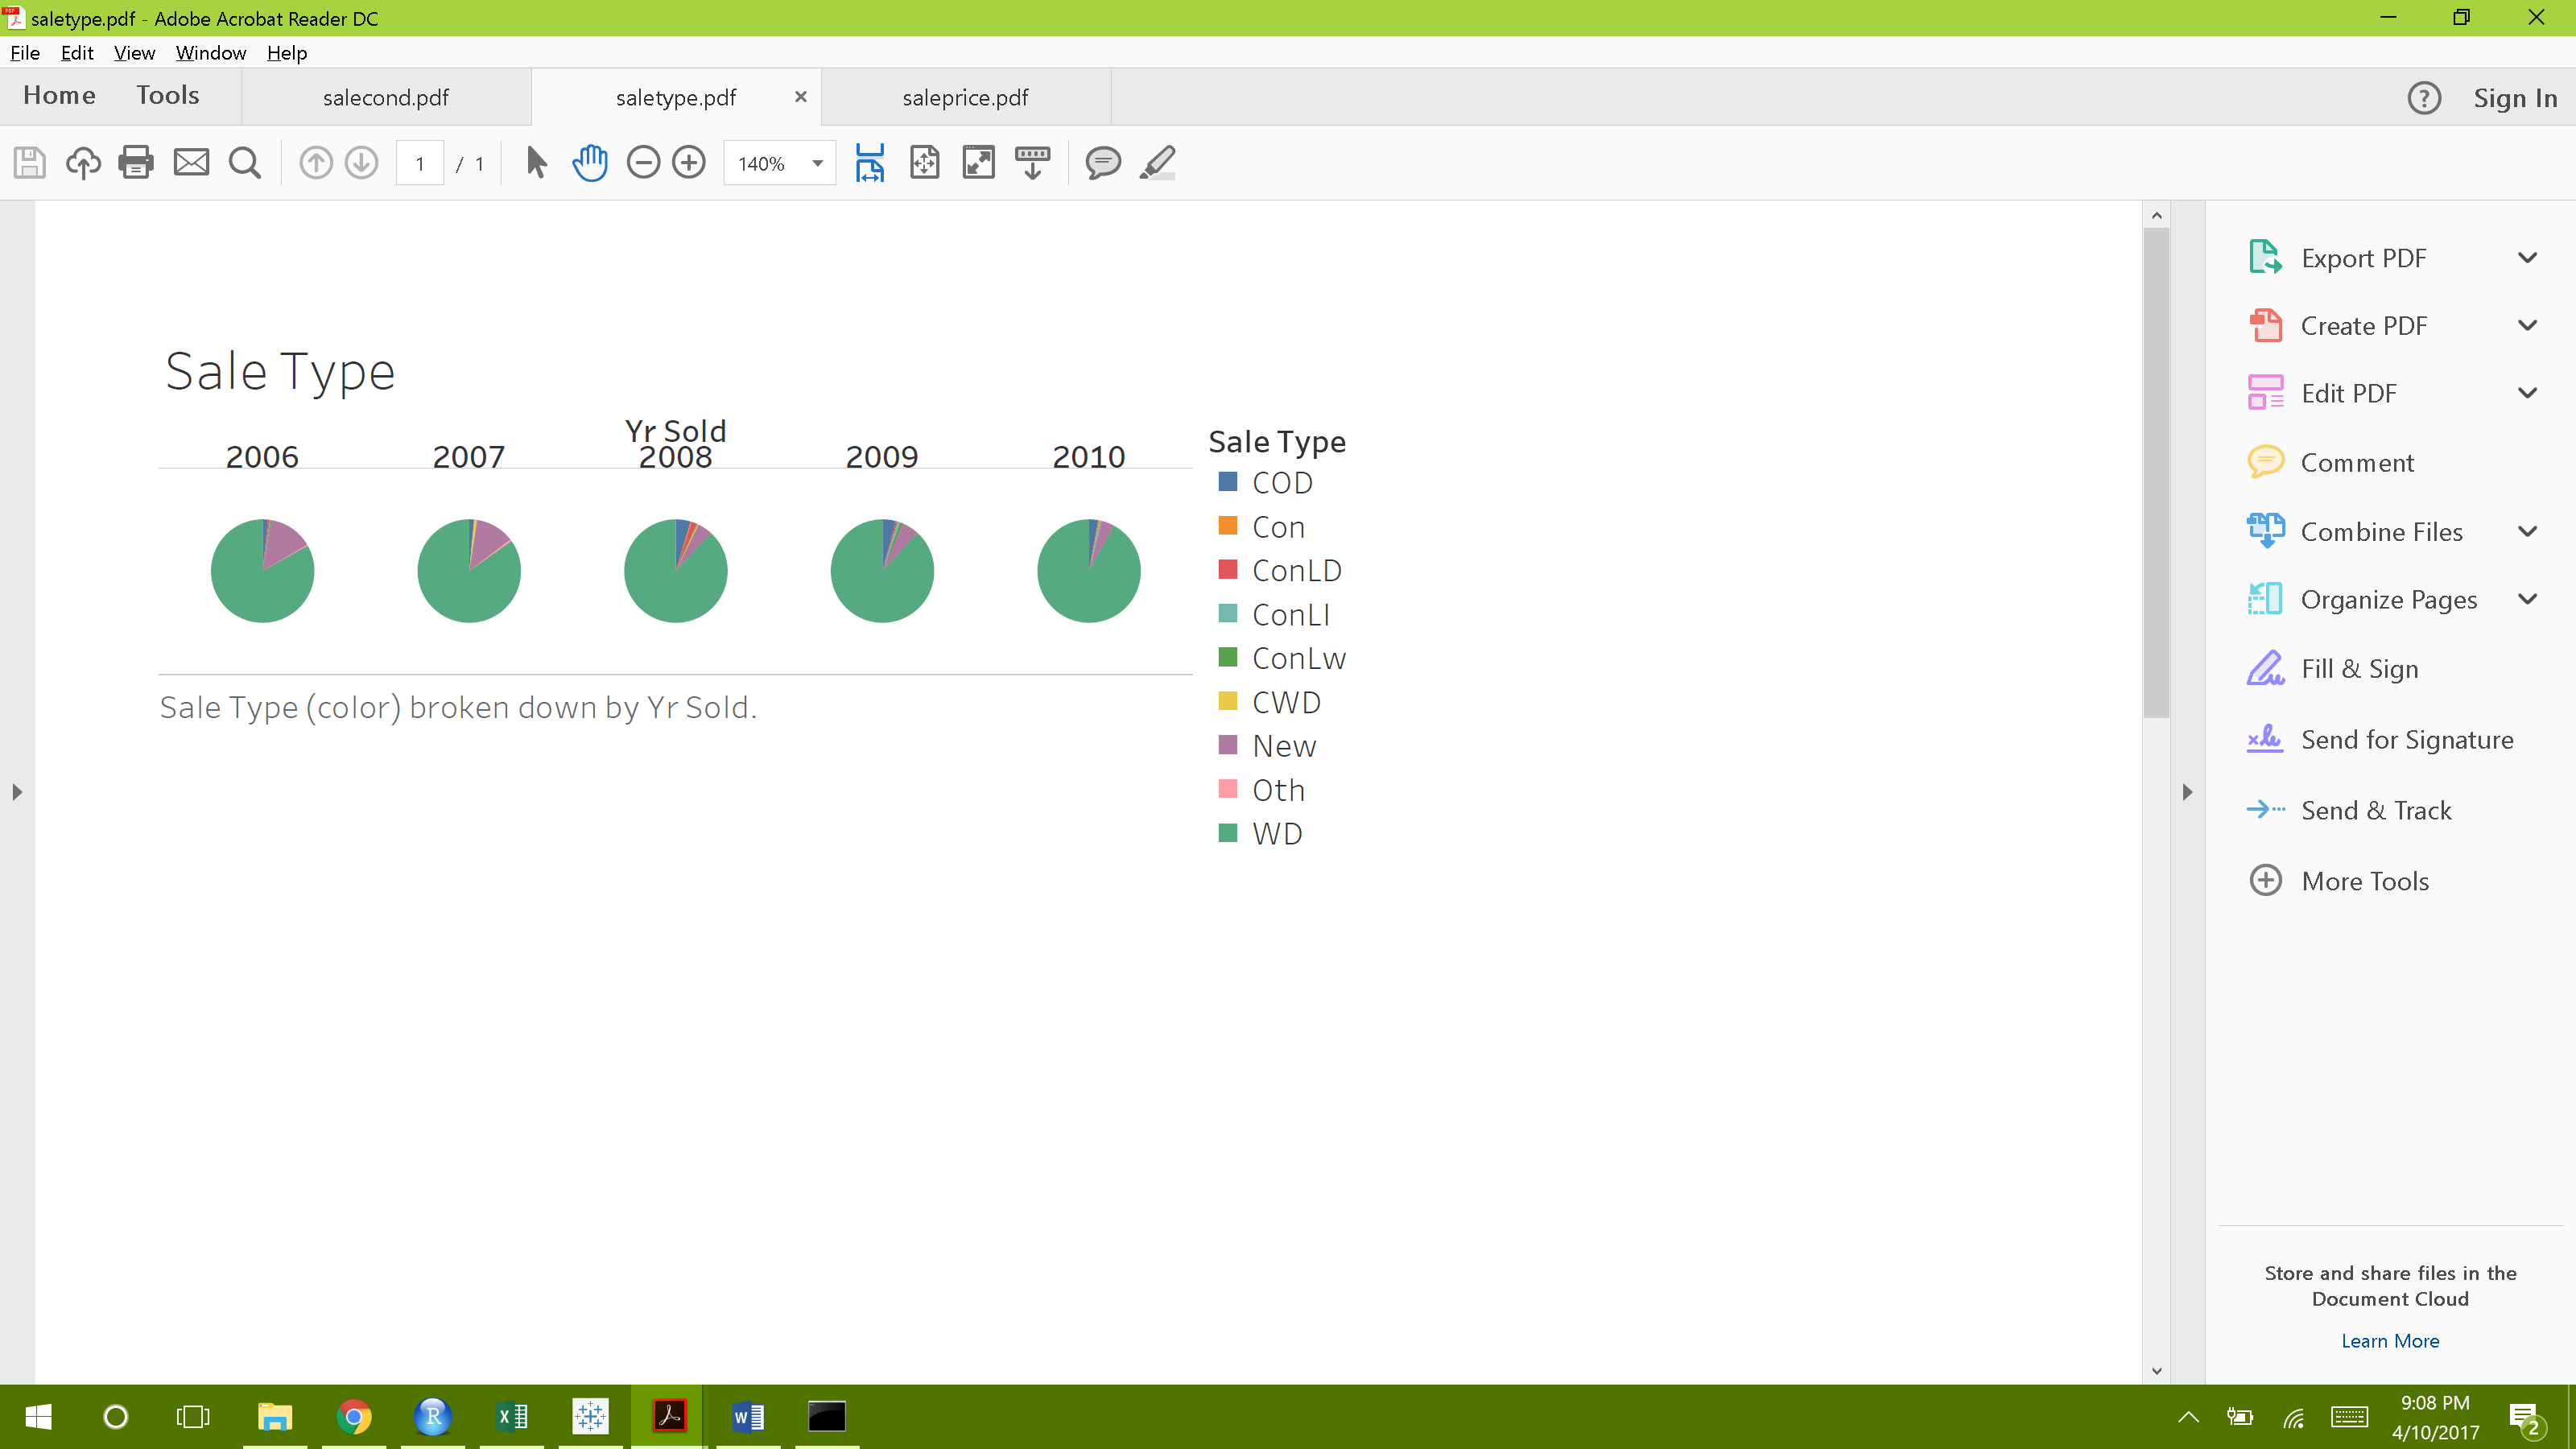 saletype.pdf - Adobe Acrobat Reader DC
File Edit View Window Help
Home Tools salecond.pdf saletype.pdf saleprice.pdf Sign In
1 / 1 140%
Sale Type
Yr Sold
2006 2007 2008 2009 2010
Sale Type (color) broken down by Yr Sold.
Sale Type
COD
Con
ConLD
ConLI
ConLw
CWD
New
Oth
WD
Export PDF
Create PDF
Edit PDF
Comment
Combine Files
Organize Pages
Fill & Sign
Send for Signature
Send & Track
More Tools
Store and share files in the
Document Cloud
Learn More
9:08 PM
4/10/2017
2